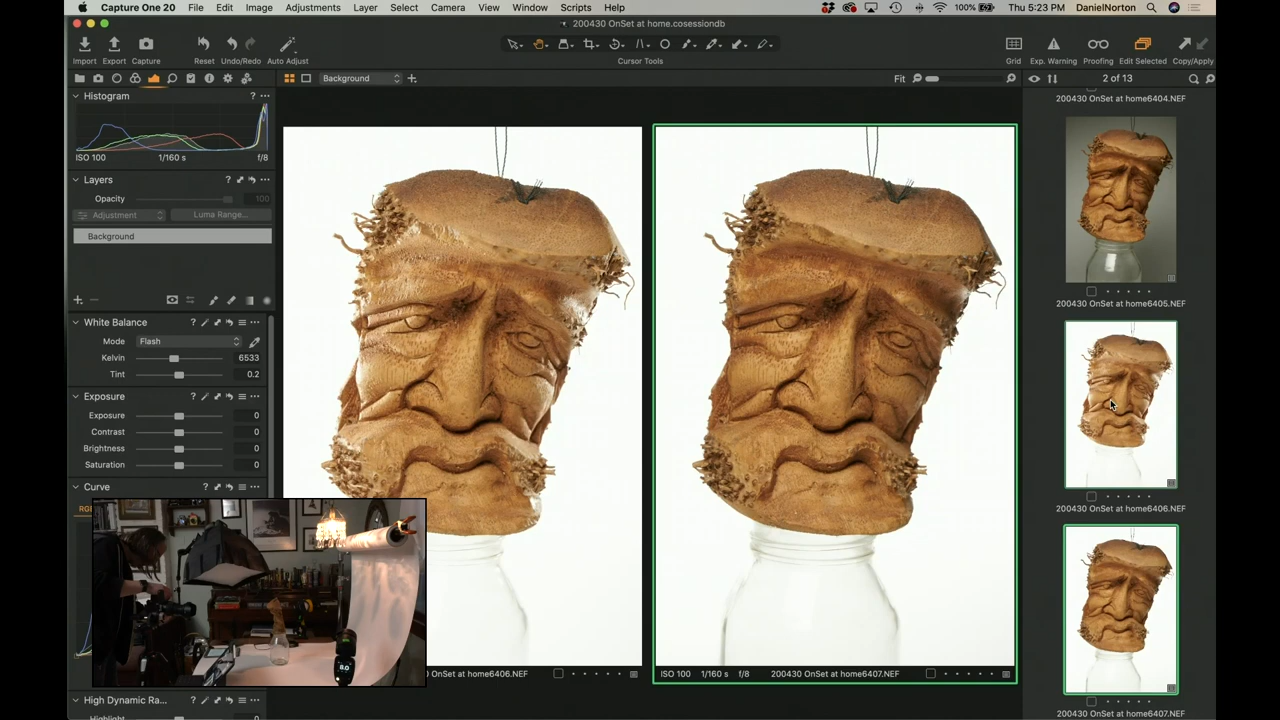 Capture One 20 File Edit Image Adjustments Layer Select Camera View Window Scripts Help 100% Thu 5:23 PM DanielNorton
200430 OnSet at home.cosessiondb
Import Export Capture Reset Undo/Redo Auto Adjust Cursor Tools Grid Exp. Warning Proofing Edit Selected Copy/Apply
Background Fit 2 of 13
Histogram ?
ISO 100 1/160 s f/8
Layers ?
Opacity 100
Adjustment Luma Range...
Background
White Balance ?
Mode Flash
Kelvin 6533
Tint 0.2
Exposure ?
Exposure 0
Contrast 0
Brightness 0
Saturation 0
Curve ?
High Dynamic Ra... ?
Highlight 0
8.0
et at home6406.NEF
ISO 100 1/160 s f/8 200430 OnSet at home6407.NEF
200430 OnSet at home6404.NEF
200430 OnSet at home6405.NEF
200430 OnSet at home6406.NEF
200430 OnSet at home6407.NEF